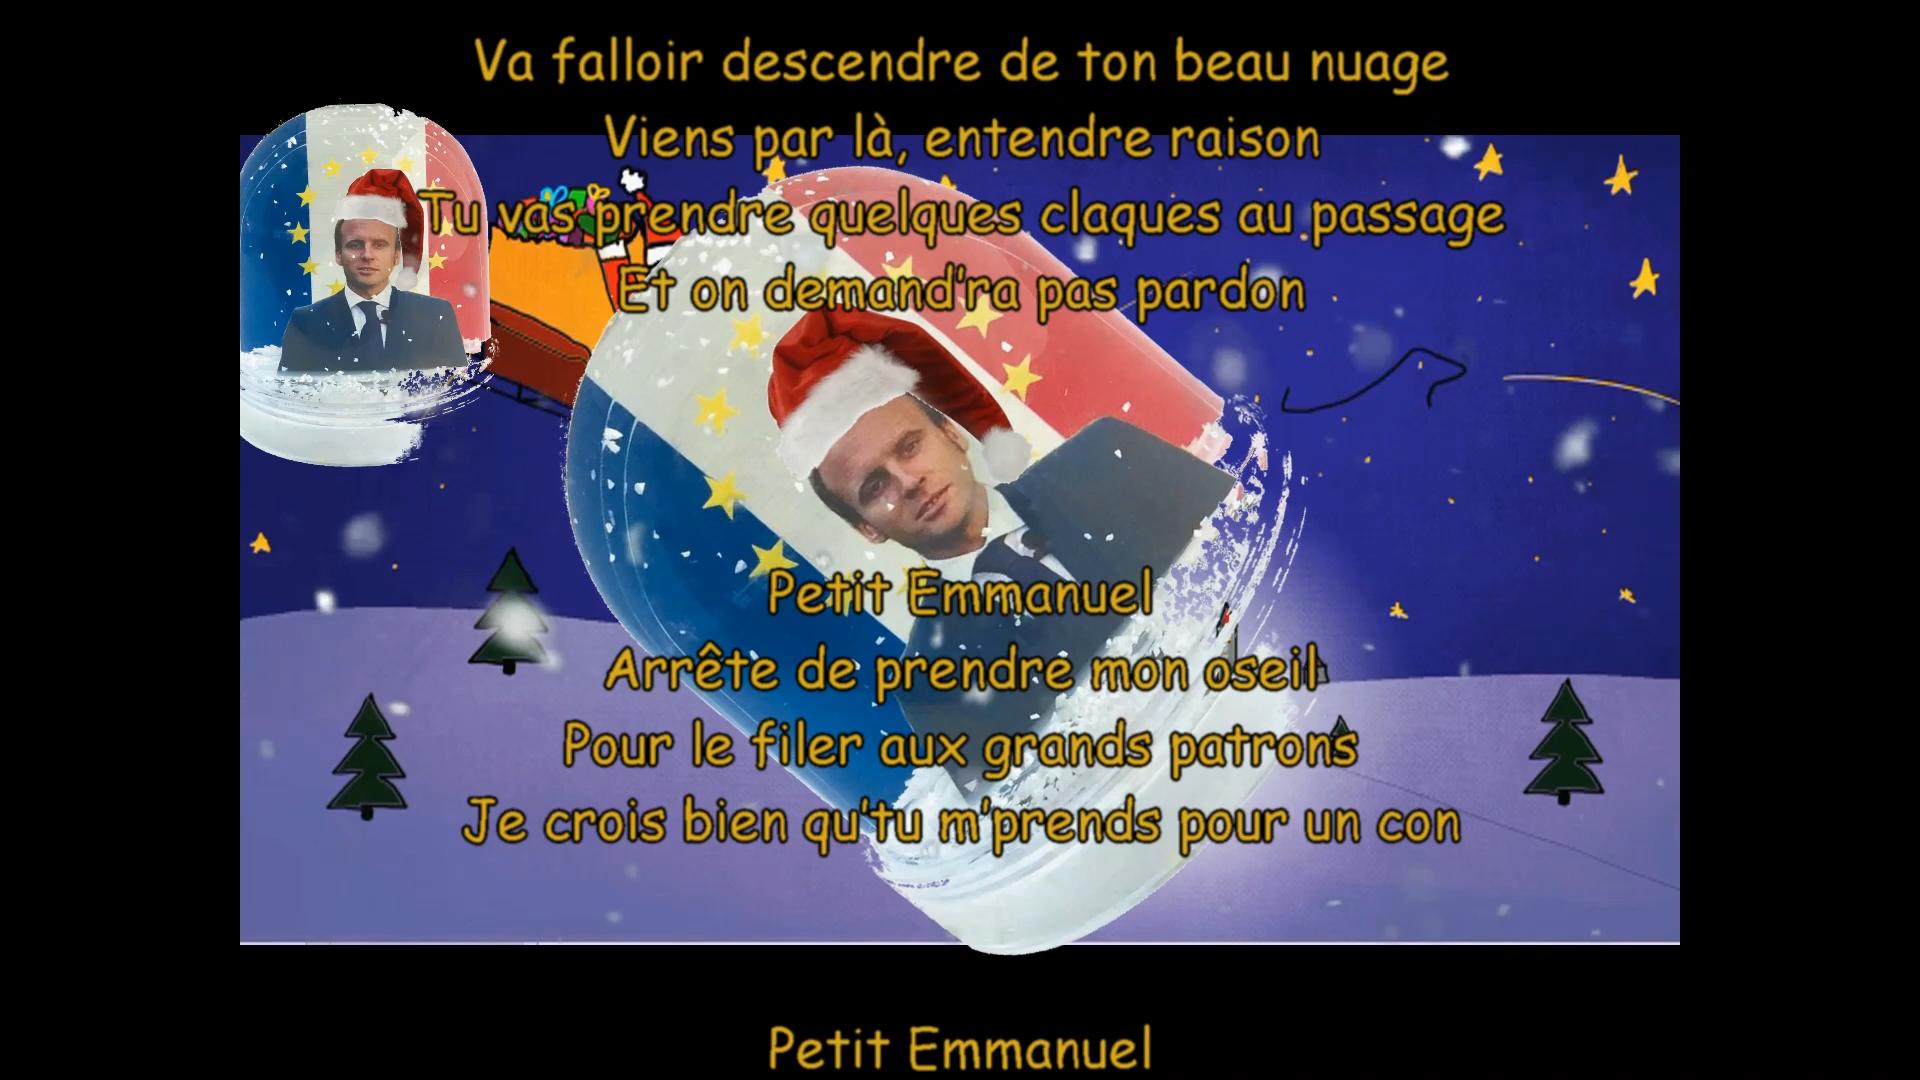 Va falloir descendre de ton beau nuage
Viens par là, entendre raison
Tu vas prendre quelques claques au passage
Et on demand'ra pas pardon
Petit Emmanuel
Arrête de prendre mon oseil
Pour le filer aux grands patrons
Je crois bien qu'tu m'prends pour un con
Petit Emmanuel